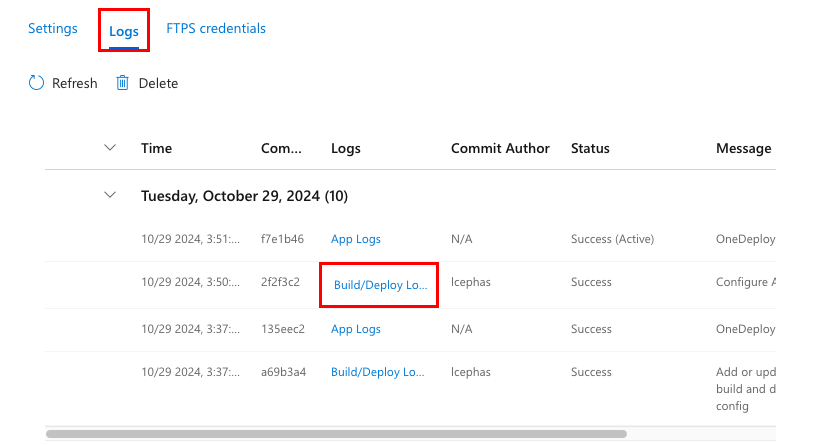 Settings Logs FTPS credentials
Refresh Delete
Time Com... Logs Commit Author Status Message
Tuesday, October 29, 2024 (10)
10/29 2024, 3:51:... f7e1b46 App Logs N/A Success (Active) OneDeploy
10/29 2024, 3:50:... 2f2f3c2 Build/Deploy Lo... lcephas Success Configure A
10/29 2024, 3:37:... 135eec2 App Logs N/A Success OneDeploy
10/29 2024, 3:37:... a69b3a4 Build/Deploy Lo... lcephas Success Add or upd
build and d
config